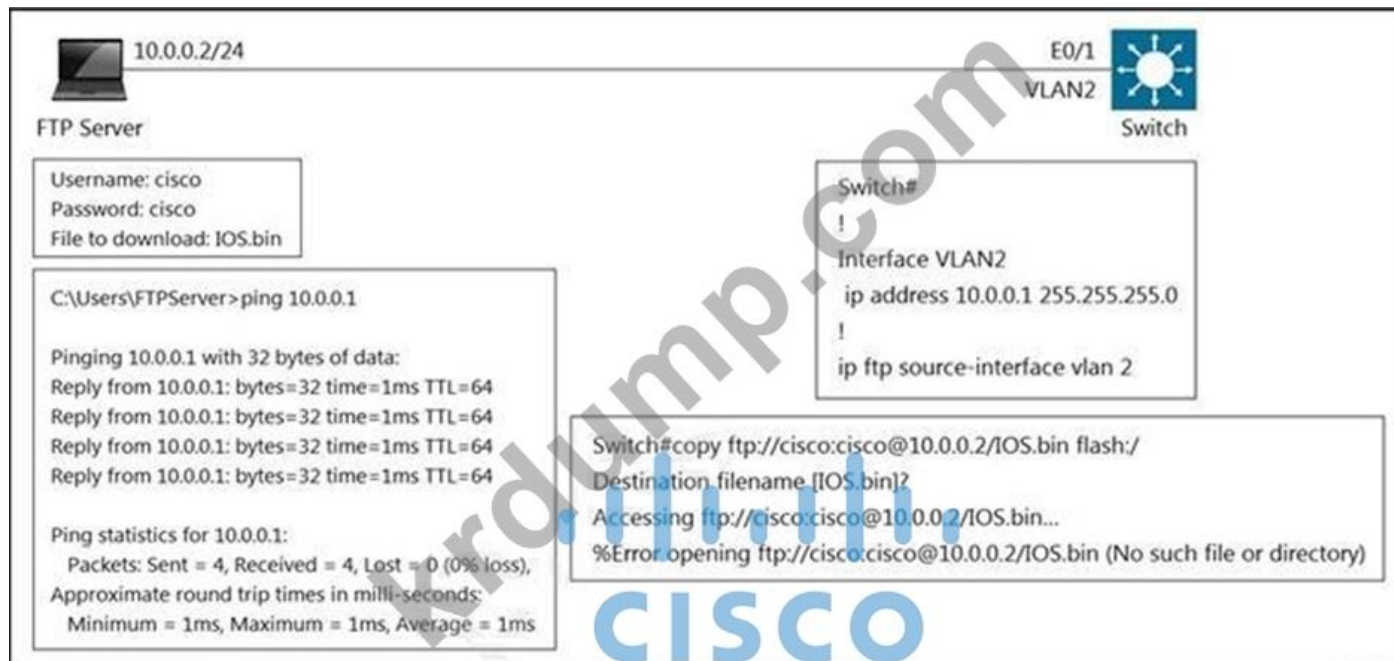 10.0.0.2/24
E0/1
VLAN2
FTP Server
Switch
Username: cisco
Password: cisco
File to download: IOS.bin
C:\Users\FTPServer>ping 10.0.0.1
Pinging 10.0.0.1 with 32 bytes of data:
Reply from 10.0.0.1: bytes=32 time=1ms TTL=64
Reply from 10.0.0.1: bytes=32 time=1ms TTL=64
Reply from 10.0.0.1: bytes=32 time=1ms TTL=64
Reply from 10.0.0.1: bytes=32 time=1ms TTL=64
Ping statistics for 10.0.0.1:
Packets: Sent = 4, Received = 4, Lost = 0 (0% loss),
Approximate round trip times in milli-seconds:
Minimum = 1ms, Maximum = 1ms, Average = 1ms
Switch#
!
Interface VLAN2
ip address 10.0.0.1 255.255.255.0
!
ip ftp source-interface vlan 2
Switch#copy ftp://cisco:cisco@10.0.0.2/IOS.bin flash:/
Destination filename [IOS.bin]?
Accessing ftp://cisco:cisco@10.0.0.2/IOS.bin...
%Error opening ftp://cisco:cisco@10.0.0.2/IOS.bin (No such file or directory)
krdump.com
CISCO